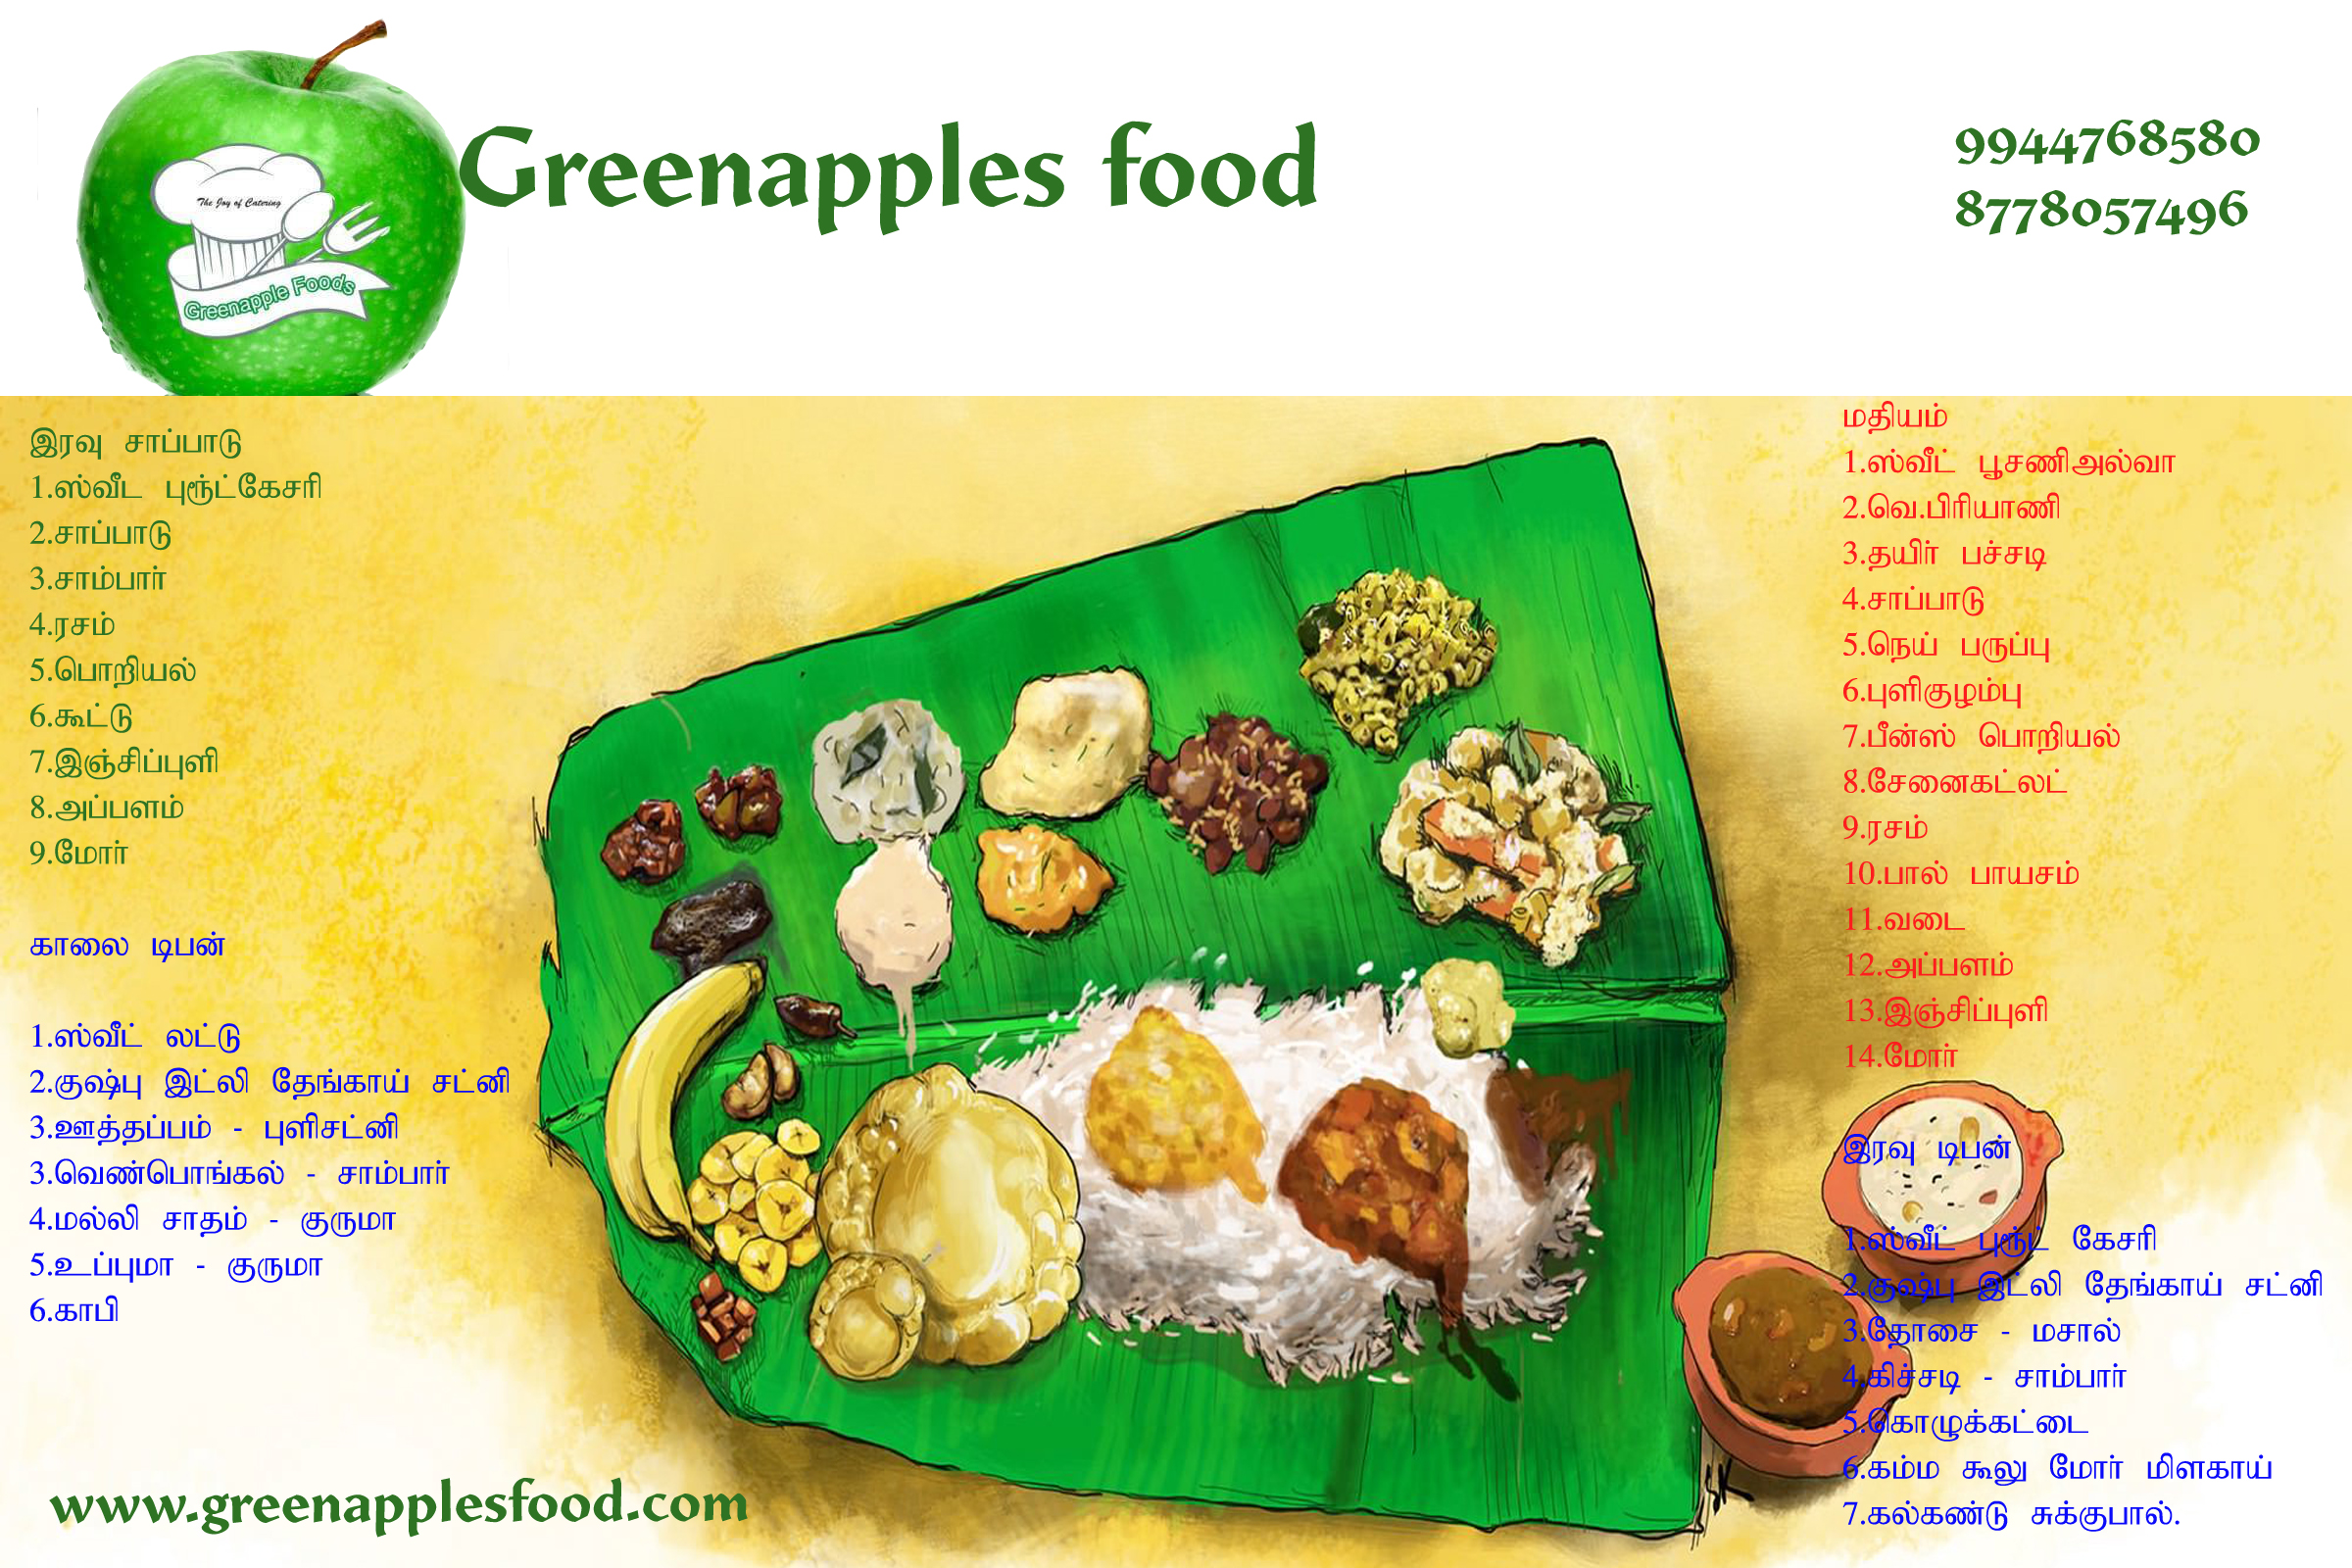 The Joy of Catering
Greenapple Foods
Greenapples food
9944768580
8778057496
இரவு சாப்பாடு
1.ஸ்வீட புரூட்கேசரி
2.சாப்பாடு
3.சாம்பார்
4.ரசம்
5.பொறியல்
6.கூட்டு
7.இஞ்சிப்புளி
8.அப்பளம்
9.மோர்
காலை டிபன்
1.ஸ்வீட் லட்டு
2.குஷ்பு இட்லி தேங்காய் சட்னி
3.ஊத்தப்பம் - புளிசட்னி
3.வெண்பொங்கல் - சாம்பார்
4.மல்லி சாதம் - குருமா
5.உப்புமா - குருமா
6.காபி
www.greenapplesfood.com
மதியம்
1.ஸ்வீட் பூசணிஅல்வா
2.வெ.பிரியாணி
3.தயிர் பச்சடி
4.சாப்பாடு
5.நெய் பருப்பு
6.புளிகுழம்பு
7.பீன்ஸ் பொறியல்
8.சேனைகட்லட்
9.ரசம்
10.பால் பாயசம்
11.வடை
12.அப்பளம்
13.இஞ்சிப்புளி
14.மோர்
இரவு டிபன்
1.ஸ்வீட் புரூட் கேசரி
2.குஷ்பு இட்லி தேங்காய் சட்னி
3.தோசை - மசால்
4.கிச்சடி - சாம்பார்
5.கொழுக்கட்டை
6.கம்ம கூலு மோர் மிளகாய்
7.கல்கண்டு சுக்குபால்.
SK